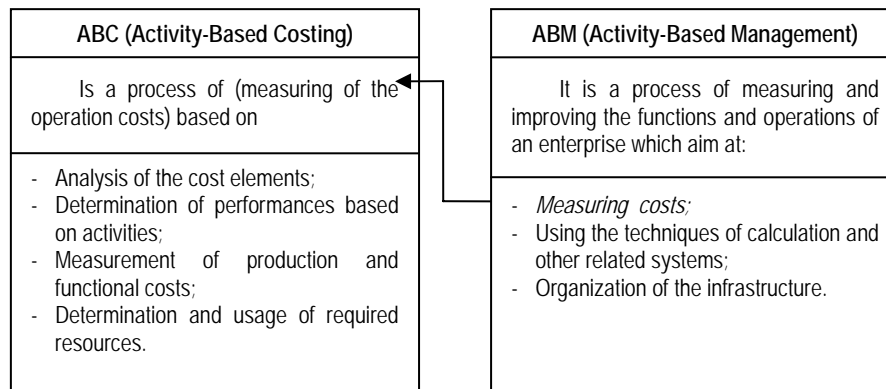 ABC (Activity-Based Costing)
Is a process of (measuring of the
operation costs) based on
- Analysis of the cost elements;
- Determination of performances based
on activities;
- Measurement of production and
functional costs;
- Determination and usage of required
resources.
ABM (Activity-Based Management)
It is a process of measuring and
improving the functions and operations of
an enterprise which aim at:
- Measuring costs;
- Using the techniques of calculation and
other related systems;
- Organization of the infrastructure.